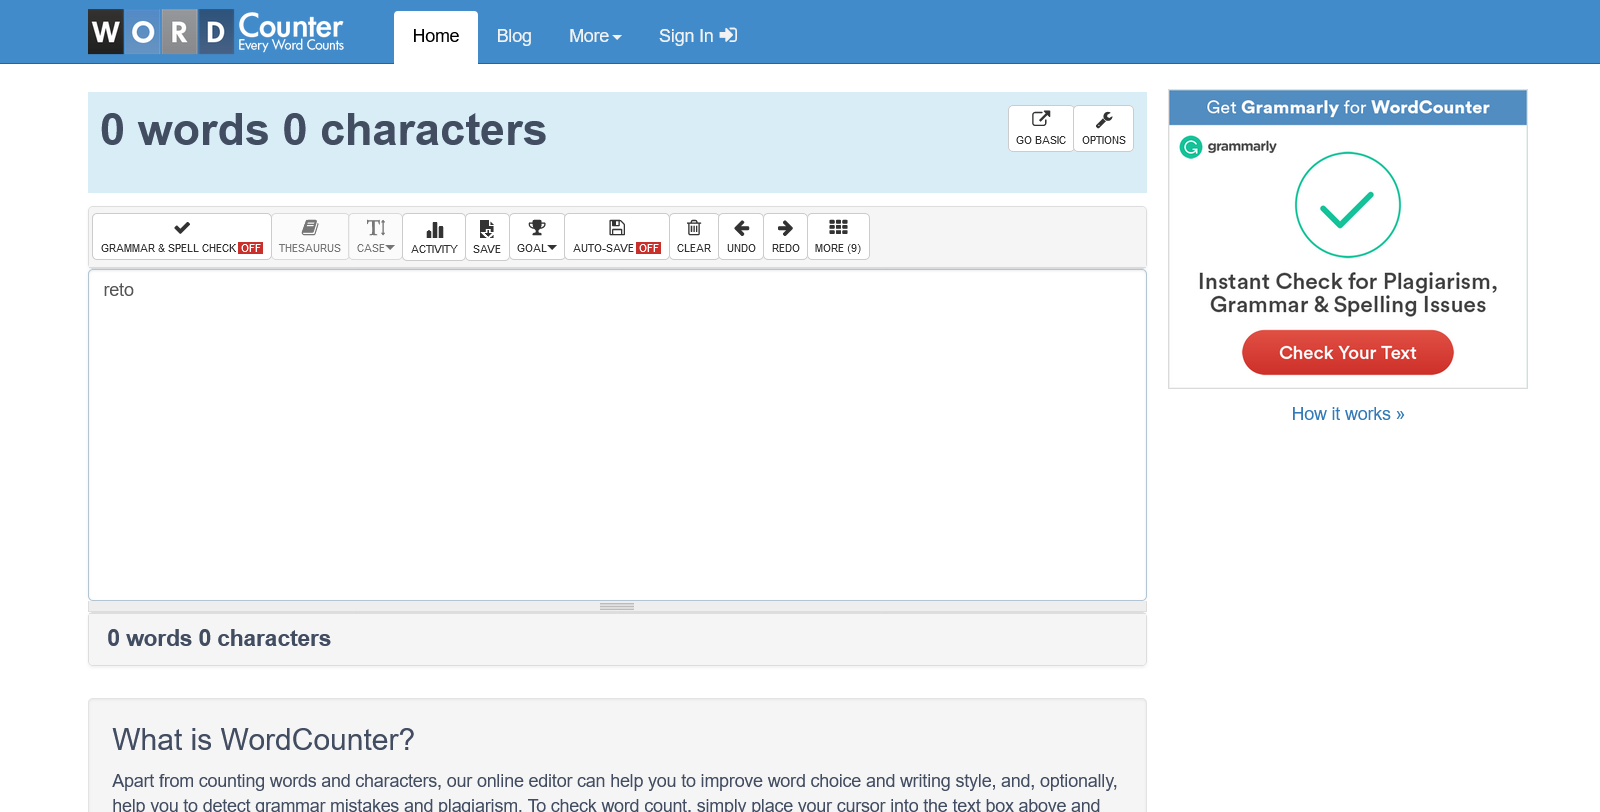 WORD Counter
Every Word Counts
Home
Blog
More
Sign In
0 words 0 characters
GO BASIC
OPTIONS
GRAMMAR & SPELL CHECK OFF
THESAURUS
CASE
ACTIVITY
SAVE
GOAL
AUTO-SAVE OFF
CLEAR
UNDO
REDO
MORE (9)
reto
0 words 0 characters
What is WordCounter?
Apart from counting words and characters, our online editor can help you to improve word choice and writing style, and, optionally,
help you to detect grammar mistakes and plagiarism. To check word count, simply place your cursor into the text box above and
Get Grammarly for WordCounter
grammarly
Instant Check for Plagiarism,
Grammar & Spelling Issues
Check Your Text
How it works »